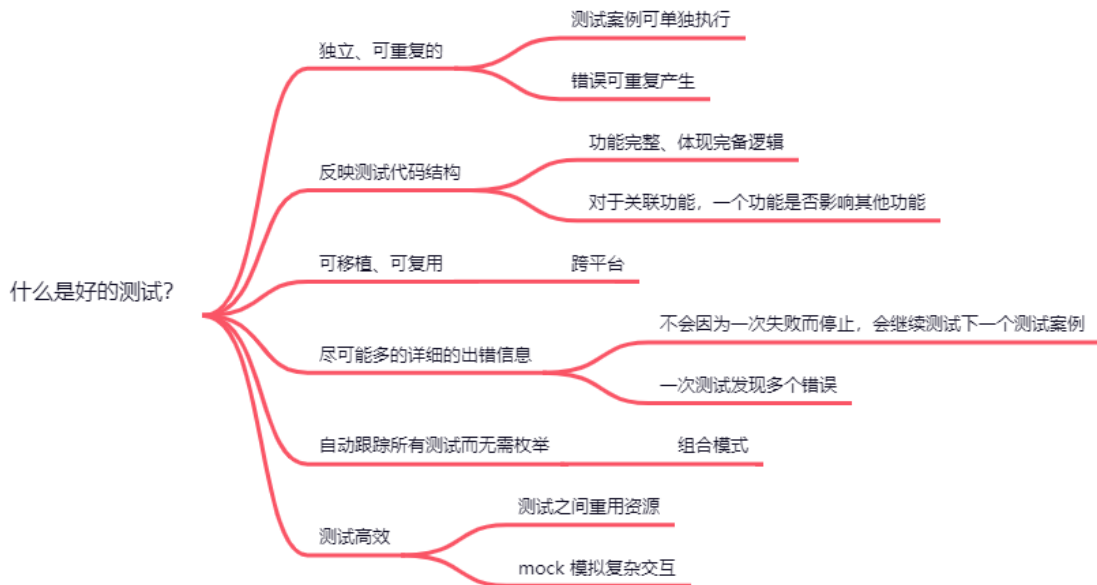 什么是好的测试？
独立、可重复的
测试案例可单独执行
错误可重复产生
反映测试代码结构
功能完整、体现完备逻辑
对于关联功能，一个功能是否影响其他功能
可移植、可复用
跨平台
尽可能多的详细的出错信息
不会因为一次失败而停止，会继续测试下一个测试案例
一次测试发现多个错误
自动跟踪所有测试而无需枚举
组合模式
测试高效
测试之间重用资源
mock 模拟复杂交互